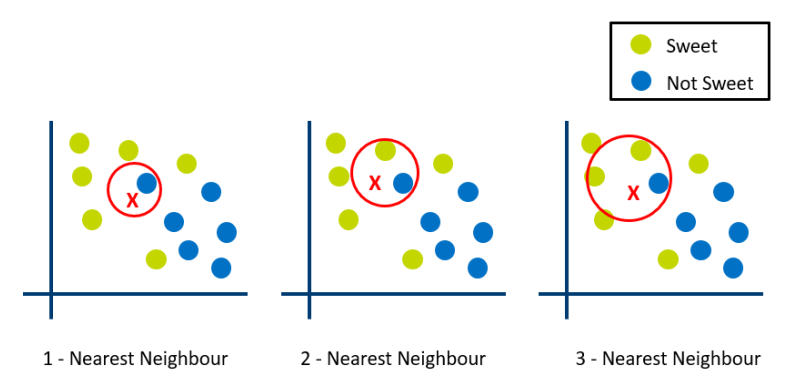 Sweet
Not Sweet
X
X
X
1 - Nearest Neighbour
2 - Nearest Neighbour
3 - Nearest Neighbour